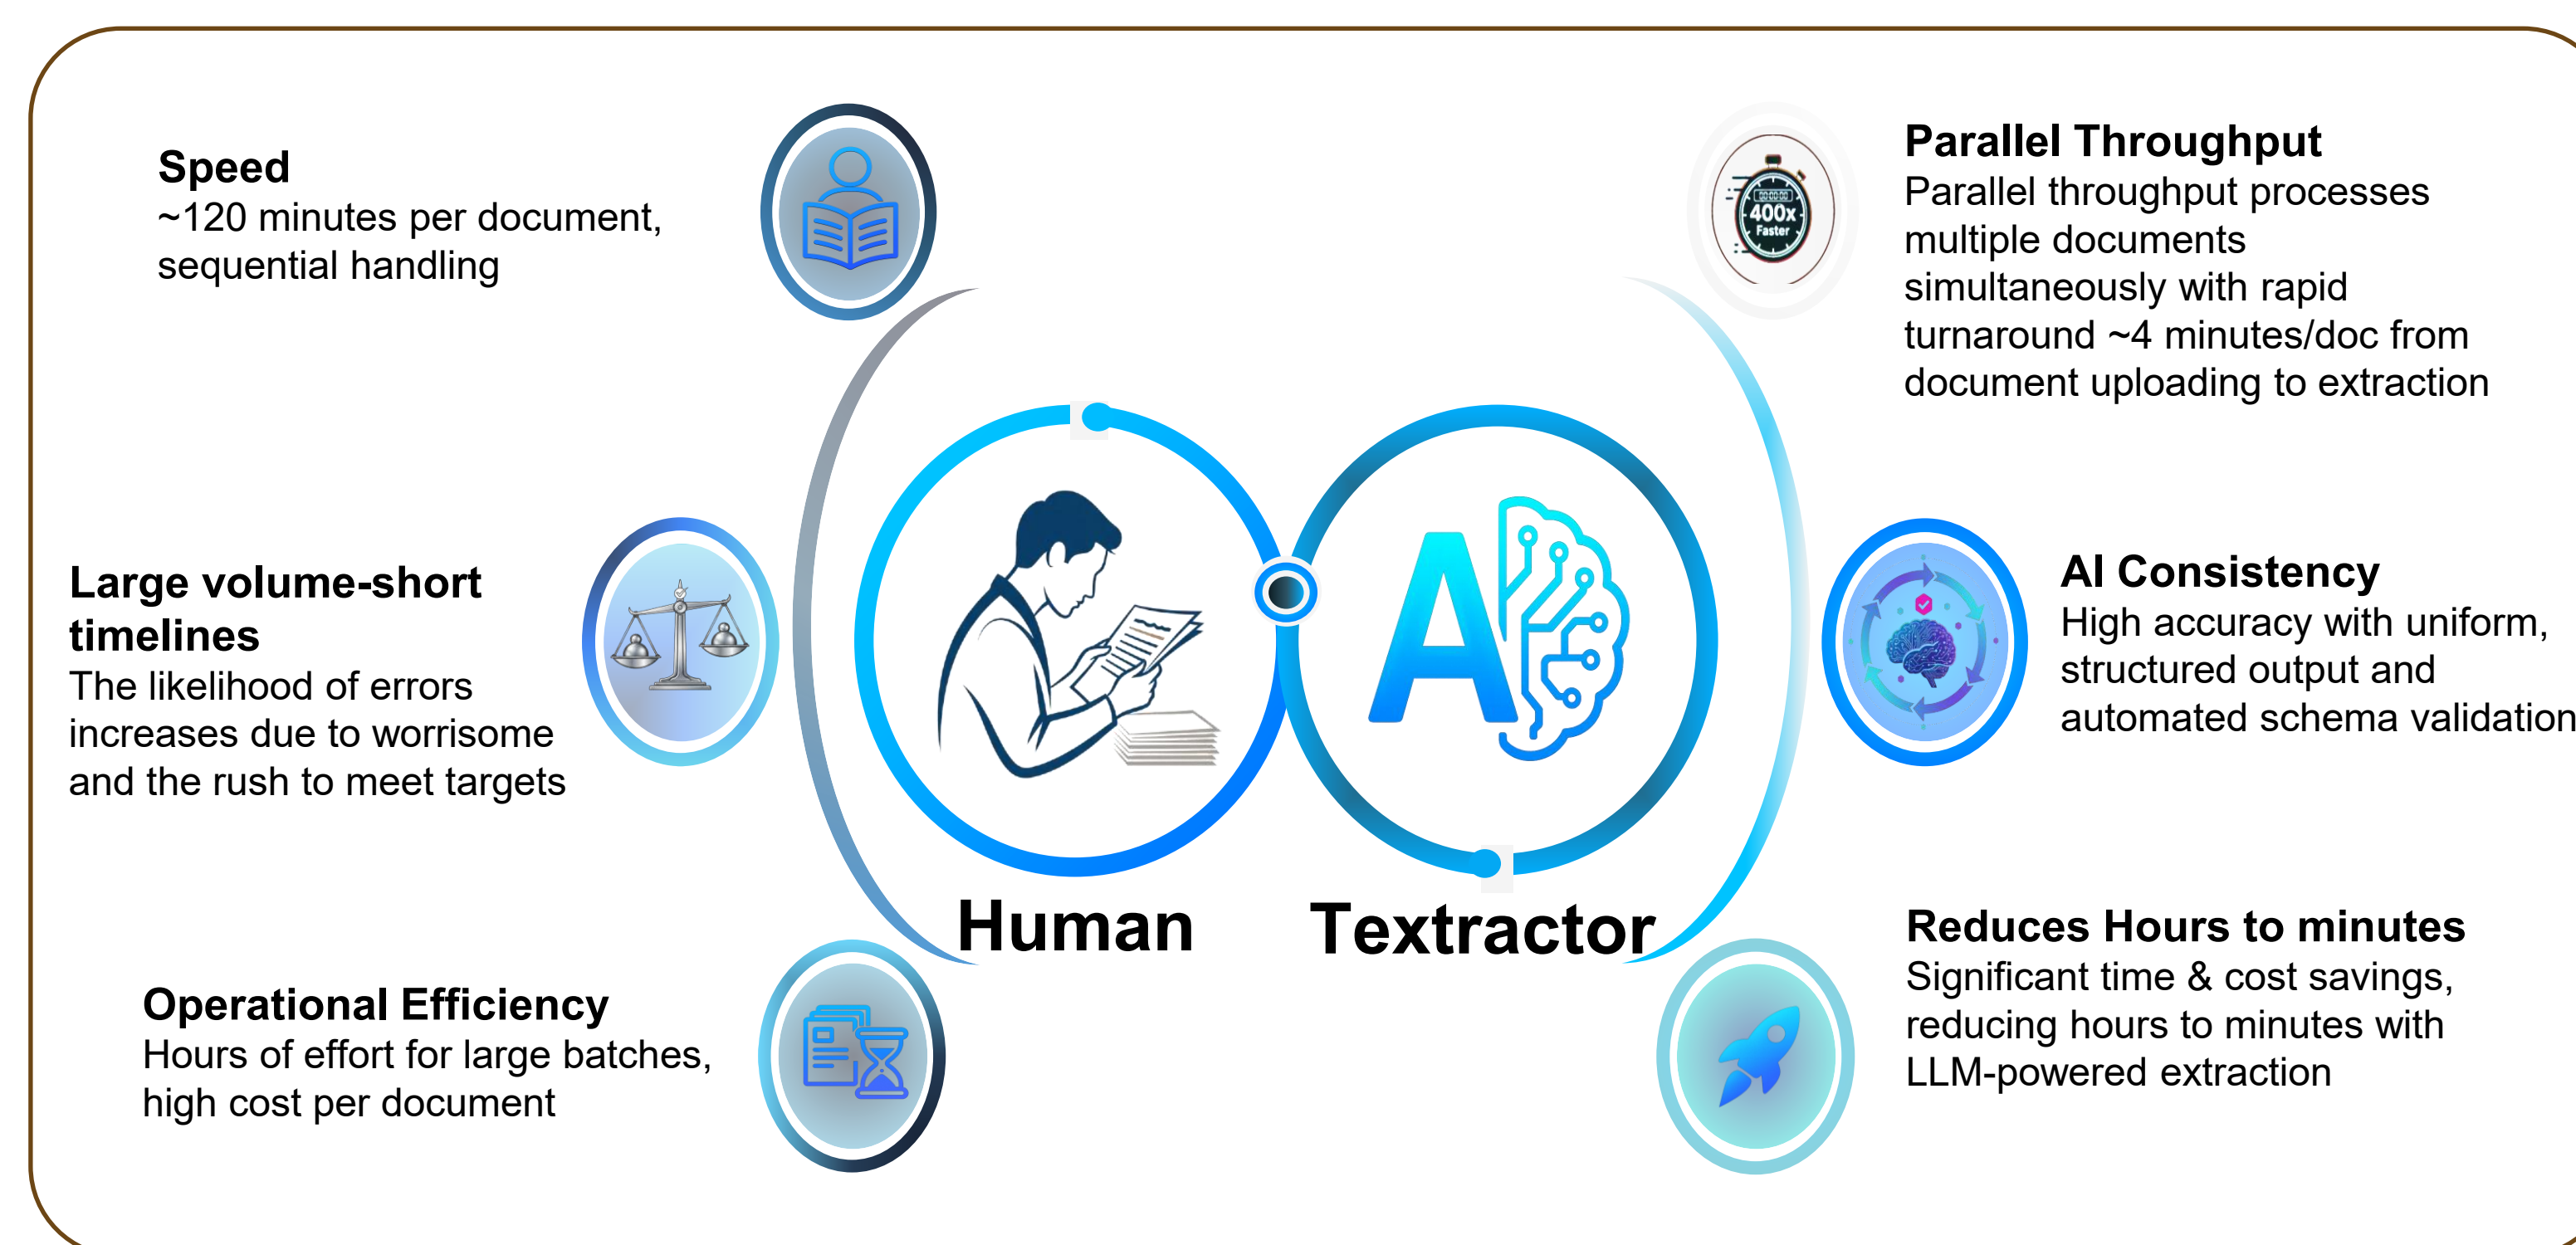 Speed
~120 minutes per document,
sequential handling
Large volume-short
timelines
The likelihood of errors
increases due to worrisome
and the rush to meet targets
Operational Efficiency
Hours of effort for large batches,
high cost per document
Human
AI
Textractor
00:00:00
400x
Faster
Parallel Throughput
Parallel throughput processes
multiple documents
simultaneously with rapid
turnaround ~4 minutes/doc from
document uploading to extraction
AI Consistency
High accuracy with uniform,
structured output and
automated schema validation
Reduces Hours to minutes
Significant time & cost savings,
reducing hours to minutes with
LLM-powered extraction